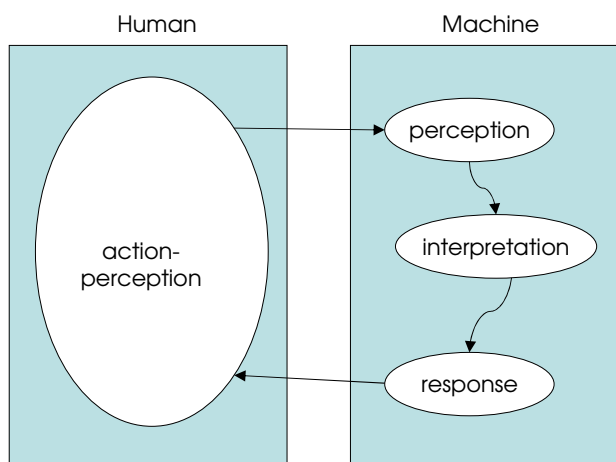 Human
Machine
action-
perception
perception
interpretation
response